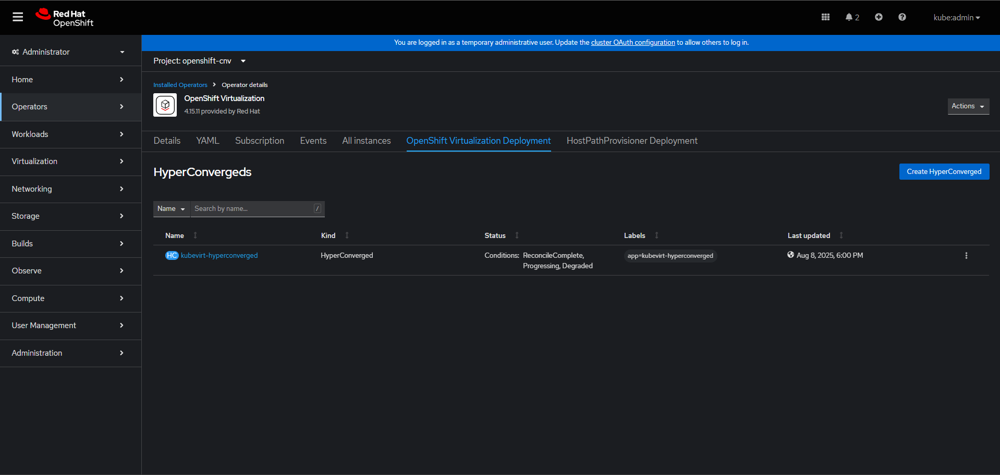 Red Hat
OpenShift
2
kube:admin
Administrator
Home
Operators
Workloads
Virtualization
Networking
Storage
Builds
Observe
Compute
User Management
Administration
You are logged in as a temporary administrative user. Update the cluster OAuth configuration to allow others to log in.
Project: openshift-cnv
Installed Operators > Operator details
OpenShift Virtualization
4.15.11 provided by Red Hat
Actions
Details YAML Subscription Events All instances OpenShift Virtualization Deployment HostPathProvisioner Deployment
HyperConvergeds
Create HyperConverged
Name Search by name... /
Name Kind Status Labels Last updated
HC kubevirt-hyperconverged HyperConverged Conditions: ReconcileComplete, app=kubevirt-hyperconverged Aug 8, 2025, 6:00 PM
Progressing, Degraded